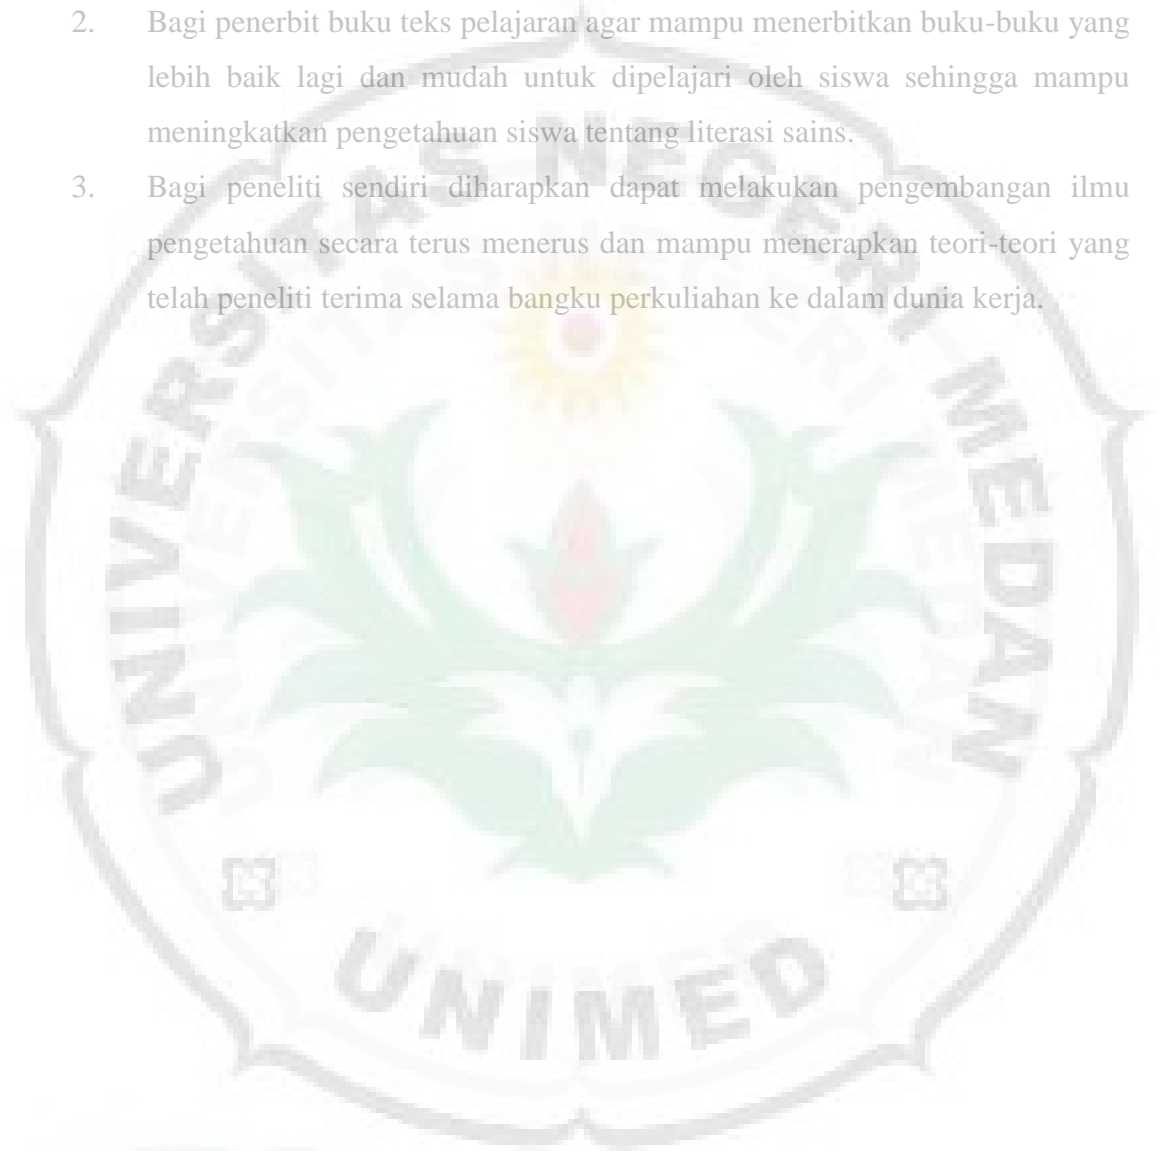 2. Bagi penerbit buku teks pelajaran agar mampu menerbitkan buku-buku yang
lebih baik lagi dan mudah untuk dipelajari oleh siswa sehingga mampu
meningkatkan pengetahuan siswa tentang literasi sains.
3. Bagi peneliti sendiri diharapkan dapat melakukan pengembangan ilmu
pengetahuan secara terus menerus dan mampu menerapkan teori-teori yang
telah peneliti terima selama bangku perkuliahan ke dalam dunia kerja.
UNIVERSITAS NEGERI MEDAN
UNIMED